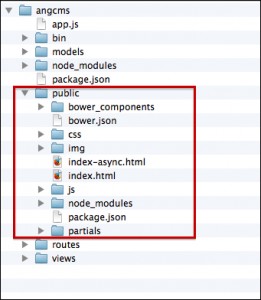 angcms
app.js
bin
models
node_modules
package.json
public
bower_components
bower.json
css
img
index-async.html
index.html
js
node_modules
package.json
partials
routes
views